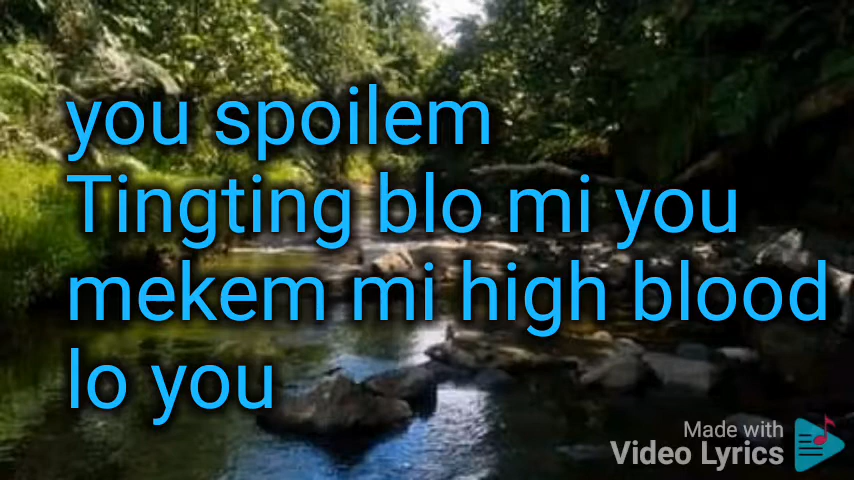 you spoilem
Tingting blo mi you
mekem mi high blood
lo you
Made with
Video Lyrics